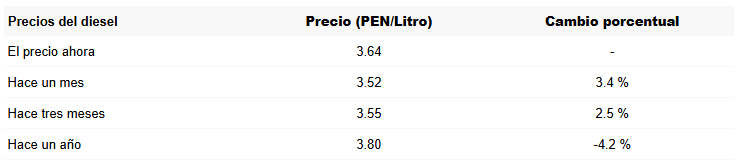 Precios del diesel Precio (PEN/Litro) Cambio porcentual
El precio ahora 3.64 -
Hace un mes 3.52 3.4 %
Hace tres meses 3.55 2.5 %
Hace un año 3.80 -4.2 %